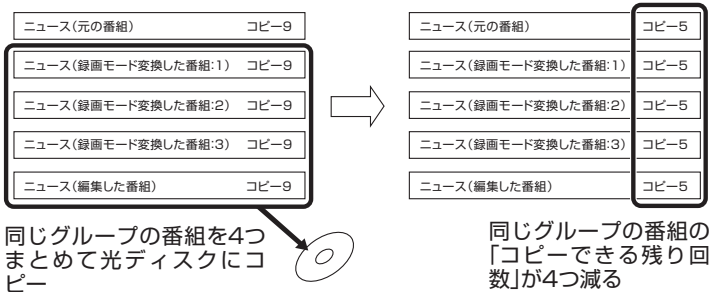 ニュース(元の番組) コピー9
ニュース(録画モード変換した番組:1) コピー9
ニュース(録画モード変換した番組:2) コピー9
ニュース(録画モード変換した番組:3) コピー9
ニュース(編集した番組) コピー9
同じグループの番組を4つ
まとめて光ディスクにコ
ピー
ニュース(元の番組) コピー5
ニュース(録画モード変換した番組:1) コピー5
ニュース(録画モード変換した番組:2) コピー5
ニュース(録画モード変換した番組:3) コピー5
ニュース(編集した番組) コピー5
同じグループの番組の
「コピーできる残り回
数」が4つ減る